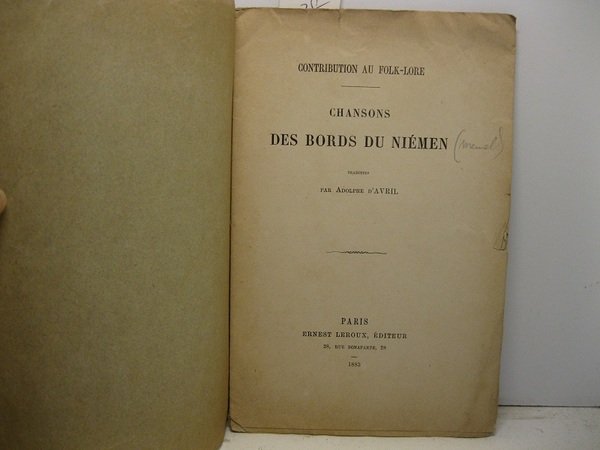 CONTRIBUTION AU FOLK-LORE
CHANSONS
DES BORDS DU NIÉMEN (Memel)
TRADUITES
PAR ADOLPHE D'AVRIL
PARIS
ERNEST LEROUX, ÉDITEUR
28, RUE BONAPARTE, 28
1883